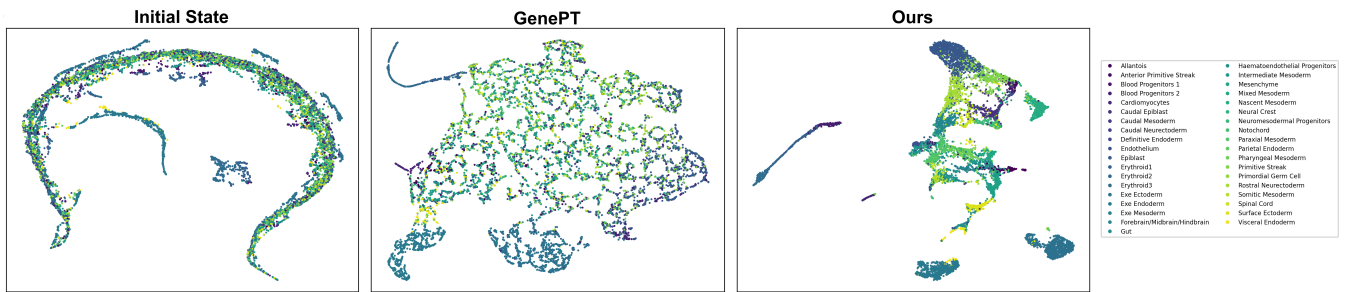 Initial State
GenePT
Ours
Allantois
Anterior Primitive Streak
Blood Progenitors 1
Blood Progenitors 2
Cardiomyocytes
Caudal Epiblast
Caudal Mesoderm
Caudal Neurectoderm
Definitive Endoderm
Endothelium
Epiblast
Erythroid1
Erythroid2
Erythroid3
Exe Ectoderm
Exe Endoderm
Exe Mesoderm
Forebrain/Midbrain/Hindbrain
Gut
Haematoendothelial Progenitors
Intermediate Mesoderm
Mesenchyme
Mixed Mesoderm
Nascent Mesoderm
Neural Crest
Neuromesodermal Progenitors
Notochord
Paraxial Mesoderm
Parietal Endoderm
Pharyngeal Mesoderm
Primitive Streak
Primordial Germ Cell
Rostral Neurectoderm
Somitic Mesoderm
Spinal Cord
Surface Ectoderm
Visceral Endoderm